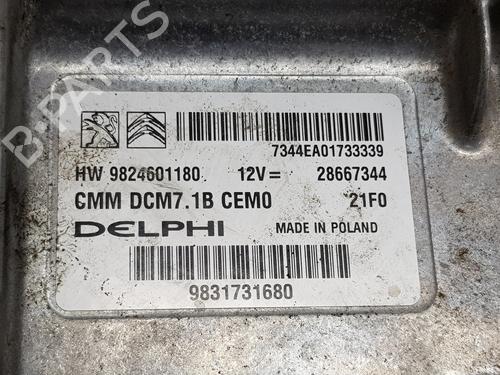 B-PARTS
7344EA01733339
HW 9824601180 12V= 28667344
CMM DCM7.1B CEM0 21F0
DELPHI MADE IN POLAND
9831731680